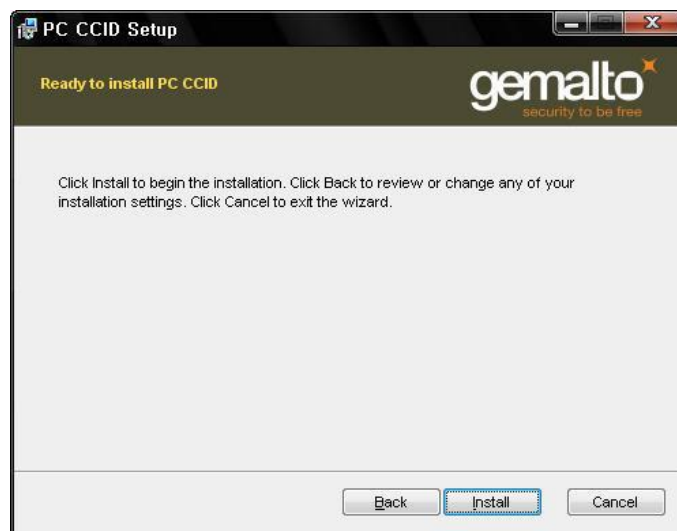 PC CCID Setup
Ready to install PC CCID
gemalto
security to be free
Click Install to begin the installation. Click Back to review or change any of your
installation settings. Click Cancel to exit the wizard.
Back
Install
Cancel